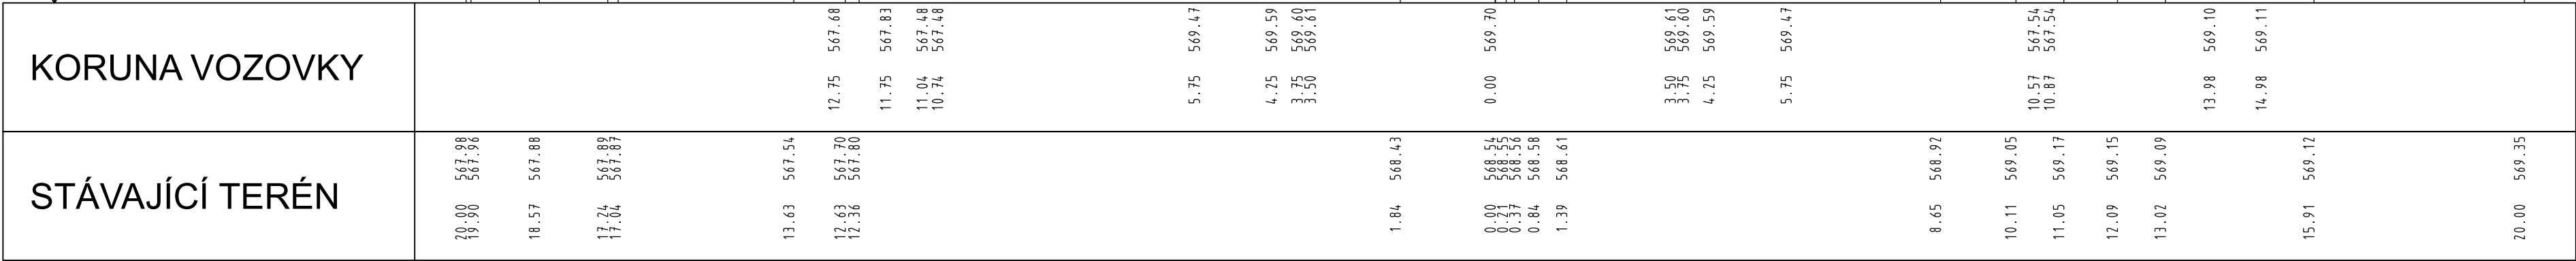 KORUNA VOZOVKY
567.68 567.83 567.48 567.48 569.47 569.59 569.60 569.61 569.70 569.61 569.60 569.59 569.47 567.54 567.54 569.10 569.11
12.75 11.75 11.04 10.74 5.75 4.25 3.75 3.50 0.00 3.50 3.75 4.25 5.75 10.57 10.87 13.98 14.98
STÁVAJÍCÍ TERÉN
567.98 567.96 567.88 567.89 567.87 567.54 567.70 567.80 568.43 568.54 568.55 568.56 568.58 568.61 568.92 569.05 569.17 569.15 569.09 569.12 569.35
20.00 19.90 18.57 17.24 17.04 13.63 12.63 12.36 1.84 0.00 0.21 0.37 0.84 1.39 8.65 10.11 11.05 12.09 13.02 15.91 20.00